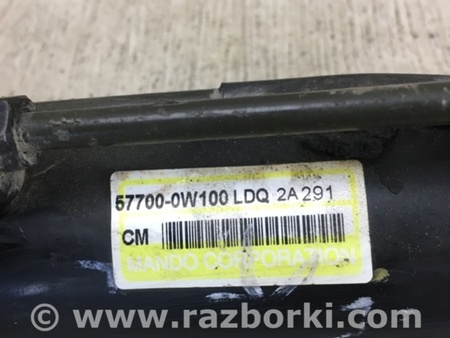 57700-0W100 LDQ 2A291
CM
MANDO CORPORATION
© www.razborki.com